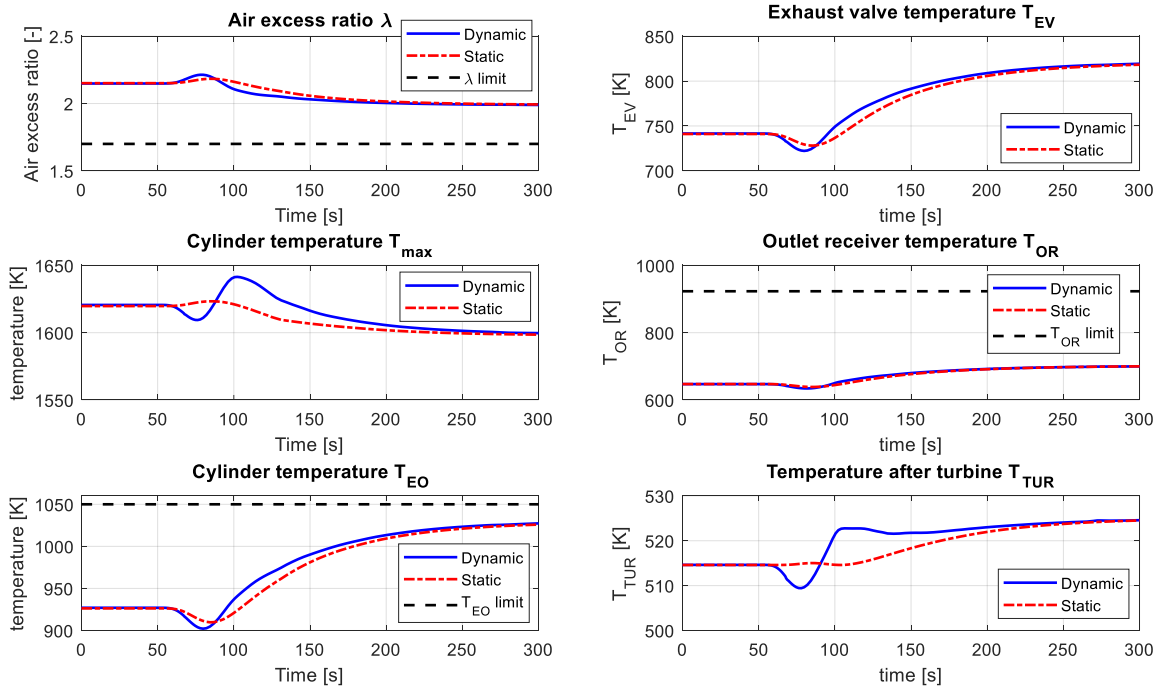 Air excess ratio λ
Air excess ratio [-]
2.5
2
1.5
0 50 100 150 200 250 300
Time [s]
Dynamic
Static
λ limit
Exhaust valve temperature T_EV
T_EV [K]
850
800
750
700
0 50 100 150 200 250 300
time [s]
Dynamic
Static
Cylinder temperature T_max
temperature [K]
1650
1600
1550
0 50 100 150 200 250 300
Time [s]
Dynamic
Static
Outlet receiver temperature T_OR
T_OR [K]
1000
800
600
0 50 100 150 200 250 300
time [s]
Dynamic
Static
T_OR limit
Cylinder temperature T_EO
temperature [K]
1050
1000
950
900
0 50 100 150 200 250 300
Time [s]
Dynamic
Static
T_EO limit
Temperature after turbine T_TUR
T_TUR [K]
530
520
510
500
0 50 100 150 200 250 300
time [s]
Dynamic
Static